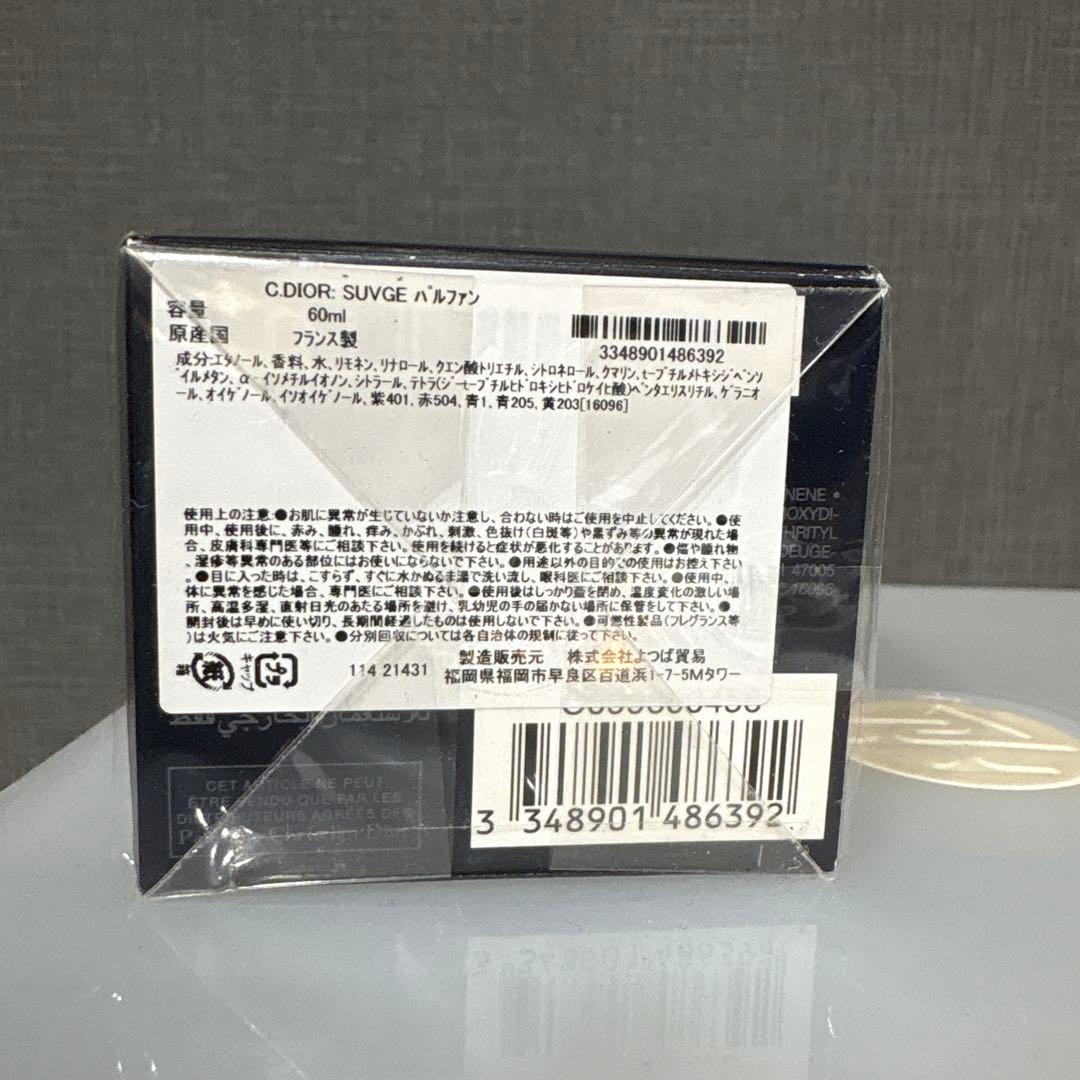 C.DIOR: SUVGE パルファン
容量 60ml
原産国 フランス製
3348901486392
成分:エタノール、香料、水、リモネン、リナロール、クエン酸トリエチル、シトロネロール、クマリン、t-ブチルメトキシジベンソ
イルメタン、α-イソメチルイオノン、シトラール、テトラ(ジ-t-ブチルヒドロキシヒドロケイヒ酸)ペンタエリスリチル、ゲラニオ
ール、オイゲノール、イソオイゲノール、紫401、赤504、青1、青205、黄203[16096]
使用上の注意:●お肌に異常が生じていないか注意し、合わない時はご使用を中止してください。●使
用中、使用後に、赤み、腫れ、痒み、かぶれ、刺激、色抜け(白斑等)や黒ずみ等の異常が現れた場
合、皮膚科専門医等にご相談下さい。使用を続けると症状が悪化することがあります。●傷や腫れ物
、湿疹等異常のある部位にはお使いにならないで下さい。●用途以外の目的での使用はお控え下さい
。●目に入った時は、こすらず、すぐに水かぬるま湯で洗い流し、眼科医にご相談下さい。●使用中、
体に異常を感じた場合、専門医にご相談下さい。●使用後はしっかり蓋を閉め、温度変化の激しい場
所、高温多湿、直射日光のあたる場所を避け、乳幼児の手の届かない場所に保管をして下さい。●
開封後は早めに使い切り、長期間経過したものは使用しないで下さい。●可燃性製品(フレグランス等
)は火気にご注意下さい。●分別回収については各自治体の規制に従って下さい。
紙 箱 キャップ プラ 114 21431 製造販売元 株式会社よつば貿易
福岡県福岡市早良区百道浜1-7-5Mタワー
NENE •
OXYDI-
HRITYL
DEUGE-
47005
16096
للاستعمال الخارجي فقط
CET ARTICLE NE PEUT
ÊTRE VENDU QUE PAR LES
DISTRIBUTEURS AGRÉÉS DES
Parfums Christian Dior
3 348901 486392